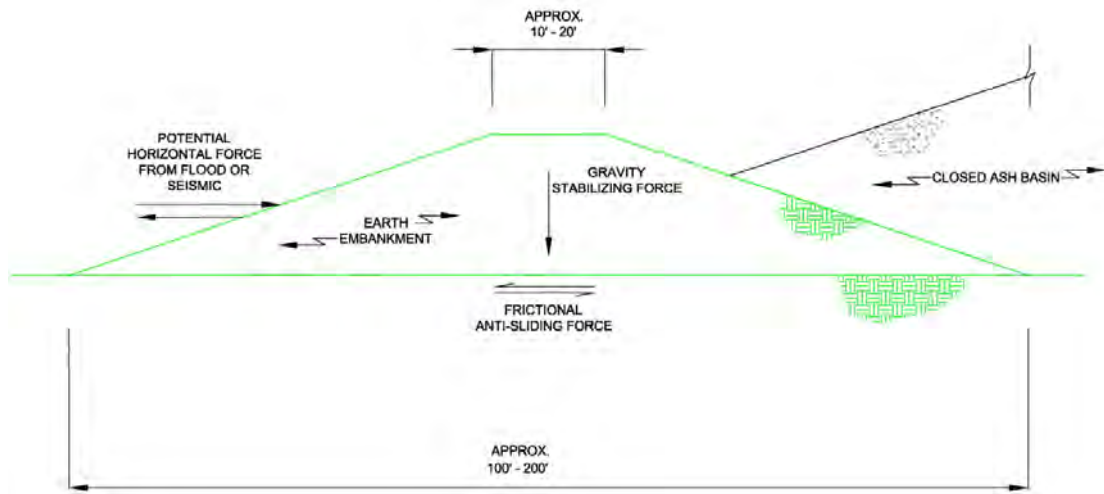 APPROX.
10' - 20'
POTENTIAL
HORIZONTAL FORCE
FROM FLOOD OR
SEISMIC
GRAVITY
STABILIZING FORCE
CLOSED ASH BASIN
EARTH
EMBANKMENT
FRICTIONAL
ANTI-SLIDING FORCE
APPROX.
100' - 200'